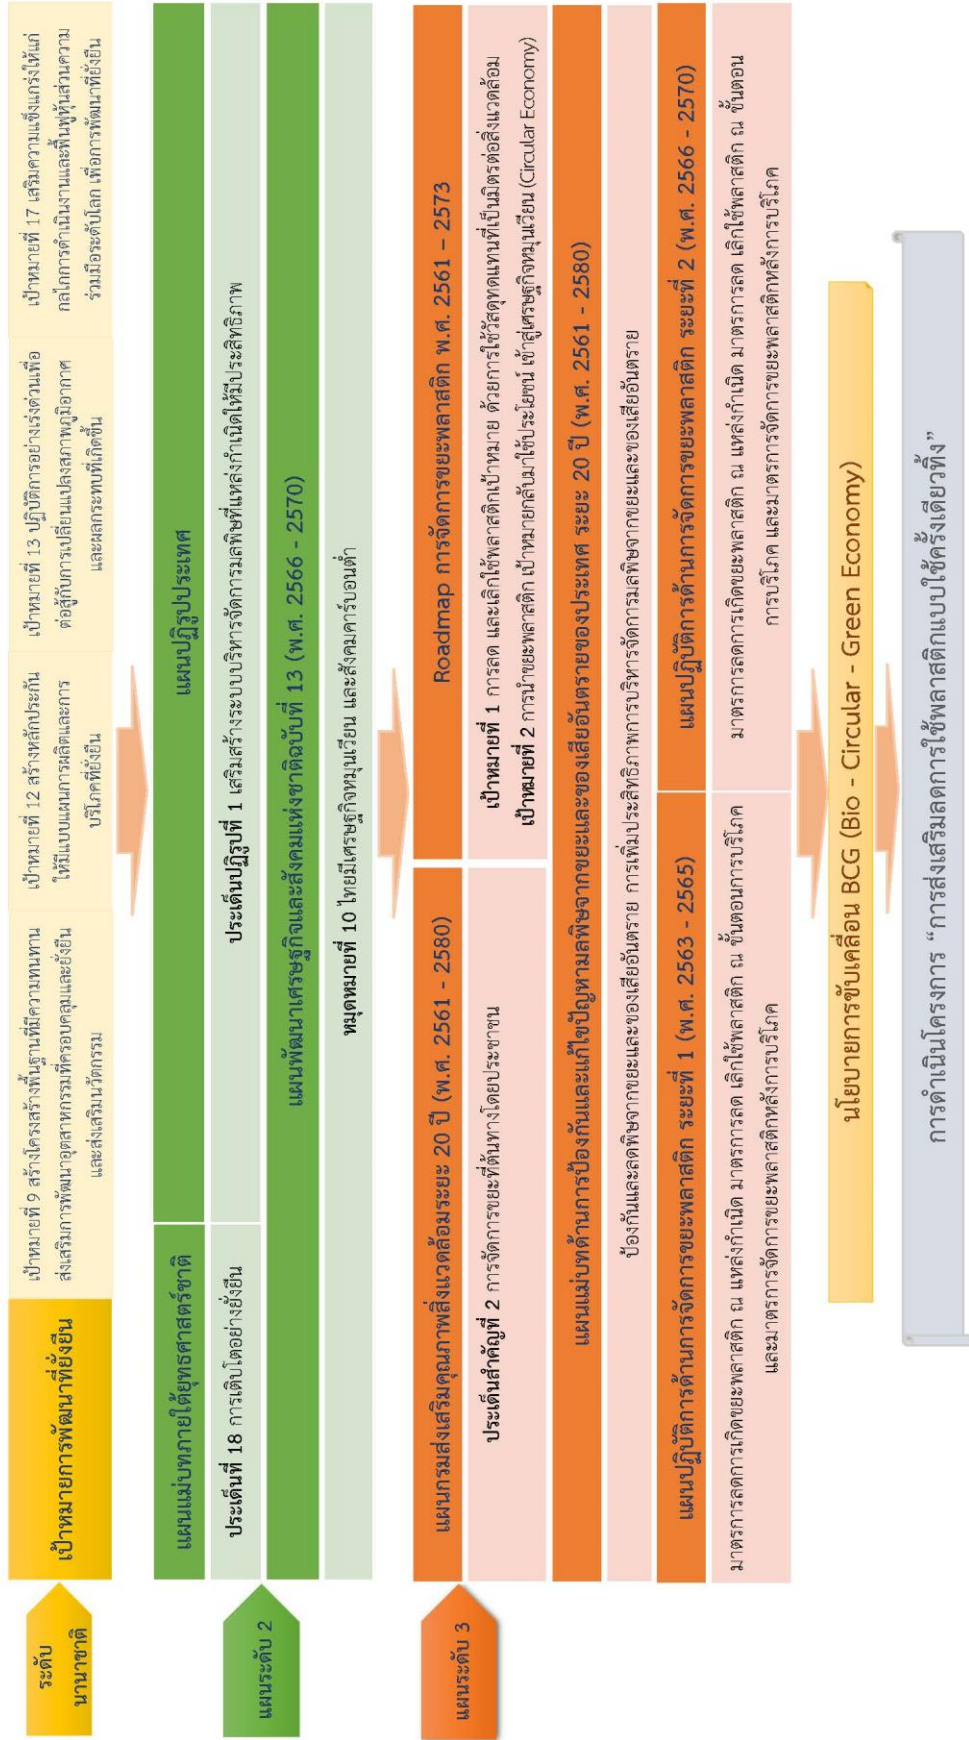 ระดับ
นานาชาติ
เป้าหมายการพัฒนาที่ยั่งยืน
เป้าหมายที่ 9 สร้างโครงสร้างพื้นฐานที่มีความทนทาน
ส่งเสริมการพัฒนาอุตสาหกรรมที่ครอบคลุมและยั่งยืน
และส่งเสริมนวัตกรรม
เป้าหมายที่ 12 สร้างหลักประกัน
ให้มีแบบแผนการผลิตและการ
บริโภคที่ยั่งยืน
เป้าหมายที่ 13 ปฏิบัติการอย่างเร่งด่วนเพื่อ
ต่อสู้กับการเปลี่ยนแปลงสภาพภูมิอากาศ
และผลกระทบที่เกิดขึ้น
เป้าหมายที่ 17 เสริมความแข็งแกร่งให้แก่
กลไกการดำเนินงานและฟื้นฟูหุ้นส่วนความ
ร่วมมือระดับโลก เพื่อการพัฒนาที่ยั่งยืน
แผนระดับ 2
แผนแม่บทภายใต้ยุทธศาสตร์ชาติ
แผนปฏิรูปประเทศ
ประเด็นที่ 18 การเติบโตอย่างยั่งยืน
ประเด็นปฏิรูปที่ 1 เสริมสร้างระบบบริหารจัดการมลพิษที่แหล่งกำเนิดให้มีประสิทธิภาพ
แผนพัฒนาเศรษฐกิจและสังคมแห่งชาติฉบับที่ 13 (พ.ศ. 2566 - 2570)
หมุดหมายที่ 10 ไทยมีเศรษฐกิจหมุนเวียน และสังคมคาร์บอนต่ำ
แผนระดับ 3
แผนกรมส่งเสริมคุณภาพสิ่งแวดล้อมระยะ 20 ปี (พ.ศ. 2561 - 2580)
Roadmap การจัดการขยะพลาสติก พ.ศ. 2561 – 2573
ประเด็นสำคัญที่ 2 การจัดการขยะที่ต้นทางโดยประชาชน
เป้าหมายที่ 1 การลด และเลิกใช้พลาสติกเป้าหมาย ด้วยการใช้วัสดุทดแทนที่เป็นมิตรต่อสิ่งแวดล้อม
เป้าหมายที่ 2 การนำขยะพลาสติก เป้าหมายกลับมาใช้ประโยชน์ เข้าสู่เศรษฐกิจหมุนเวียน (Circular Economy)
แผนแม่บทด้านการป้องกันและแก้ไขปัญหามลพิษจากขยะและของเสียอันตรายของประเทศ ระยะ 20 ปี (พ.ศ. 2561 - 2580)
ป้องกันและลดพิษจากขยะและของเสียอันตราย การเพิ่มประสิทธิภาพการบริหารจัดการมลพิษจากขยะและของเสียอันตราย
แผนปฏิบัติการด้านการจัดการขยะพลาสติก ระยะที่ 1 (พ.ศ. 2563 - 2565)
แผนปฏิบัติการด้านการจัดการขยะพลาสติก ระยะที่ 2 (พ.ศ. 2566 - 2570)
มาตรการลดการเกิดขยะพลาสติก ณ แหล่งกำเนิด มาตรการลด เลิกใช้พลาสติก ณ ขั้นตอนการบริโภค
และมาตรการจัดการขยะพลาสติกหลังการบริโภค
มาตรการลดการเกิดขยะพลาสติก ณ แหล่งกำเนิด มาตรการลด เลิกใช้พลาสติก ณ ขั้นตอน
การบริโภค และมาตรการจัดการขยะพลาสติกหลังการบริโภค
นโยบายการขับเคลื่อน BCG (Bio - Circular - Green Economy)
การดำเนินโครงการ “การส่งเสริมลดการใช้พลาสติกแบบใช้ครั้งเดียวทิ้ง”